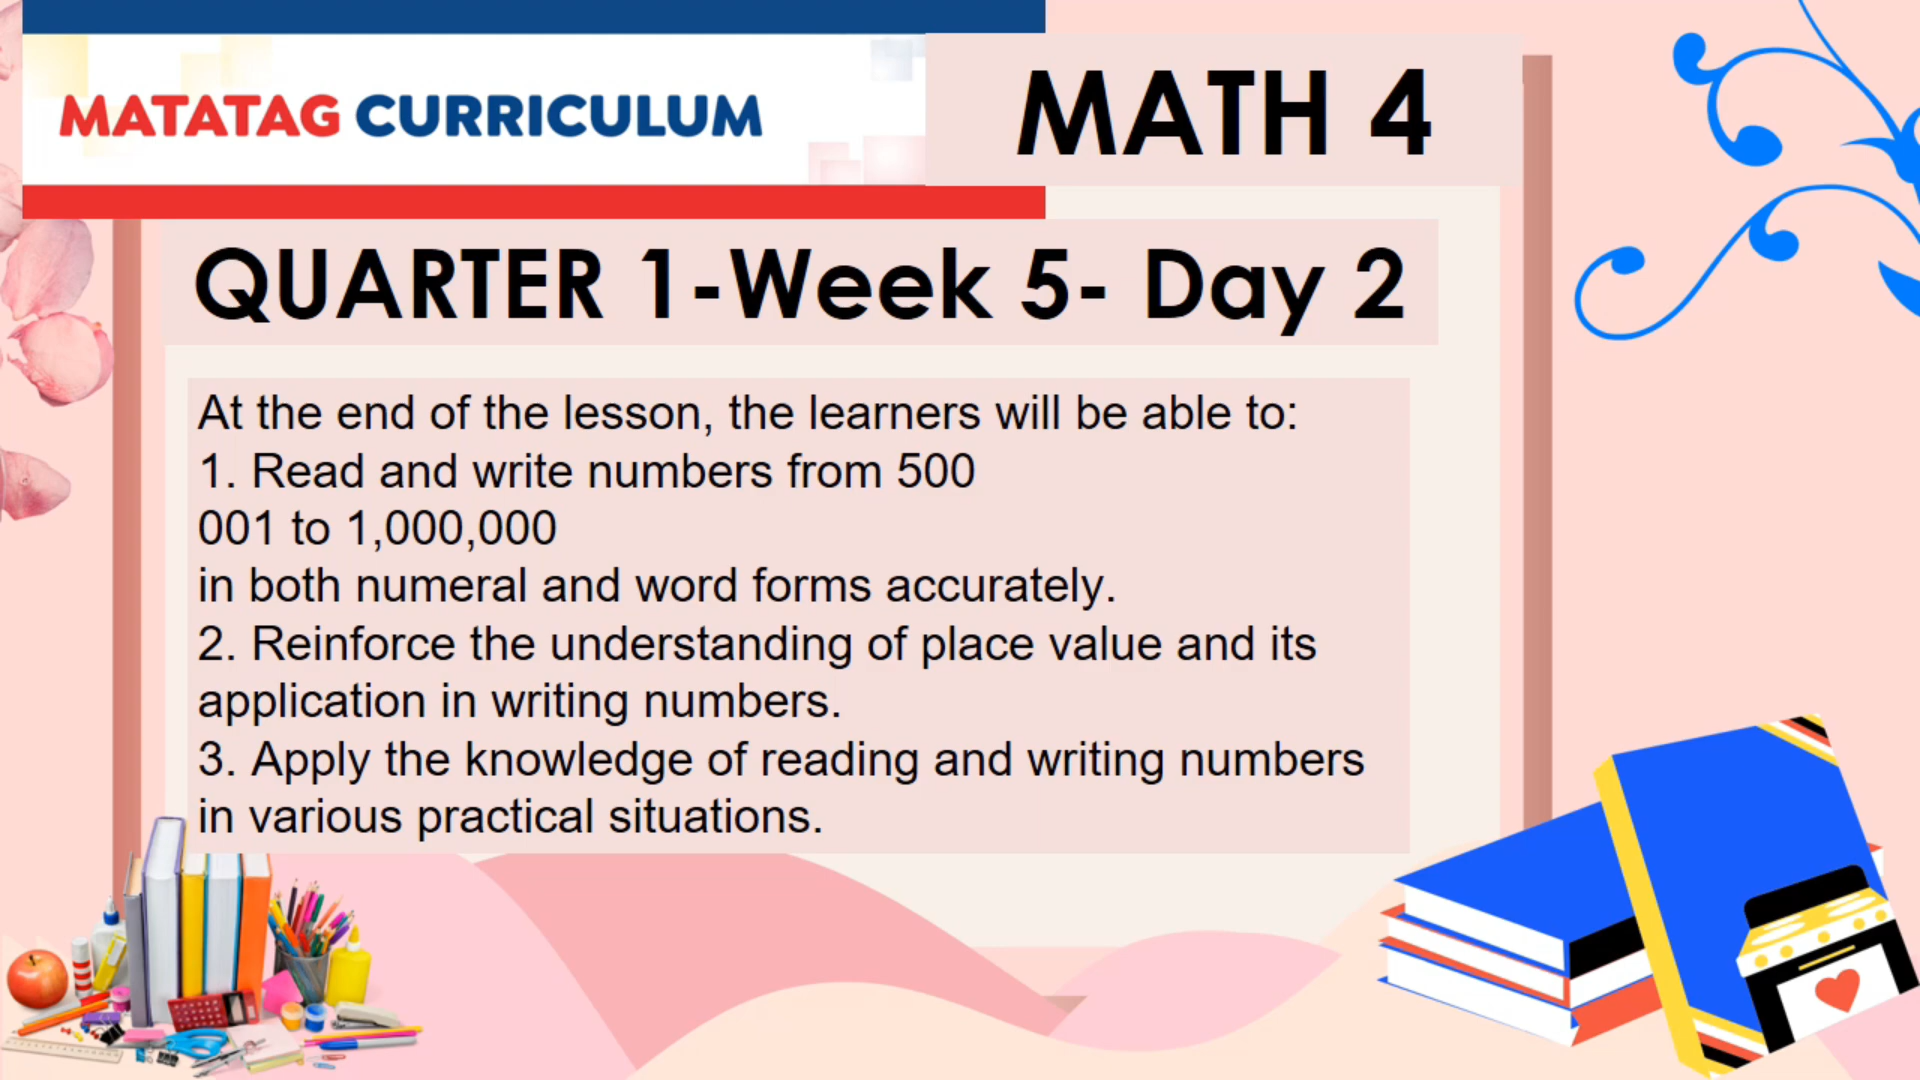 MATATAG CURRICULUM
MATH 4
QUARTER 1-Week 5- Day 2
At the end of the lesson, the learners will be able to:
1. Read and write numbers from 500
001 to 1,000,000
in both numeral and word forms accurately.
2. Reinforce the understanding of place value and its
application in writing numbers.
3. Apply the knowledge of reading and writing numbers
in various practical situations.